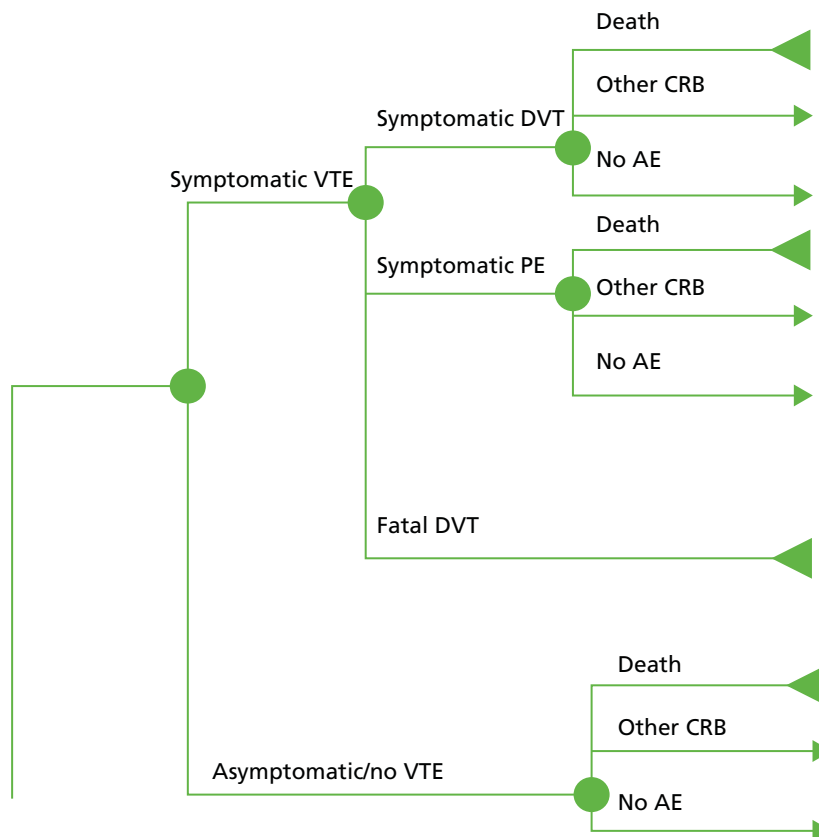 Death
Other CRB
Symptomatic DVT
No AE
Symptomatic VTE
Death
Symptomatic PE
Other CRB
No AE
Fatal DVT
Death
Other CRB
Asymptomatic/no VTE
No AE